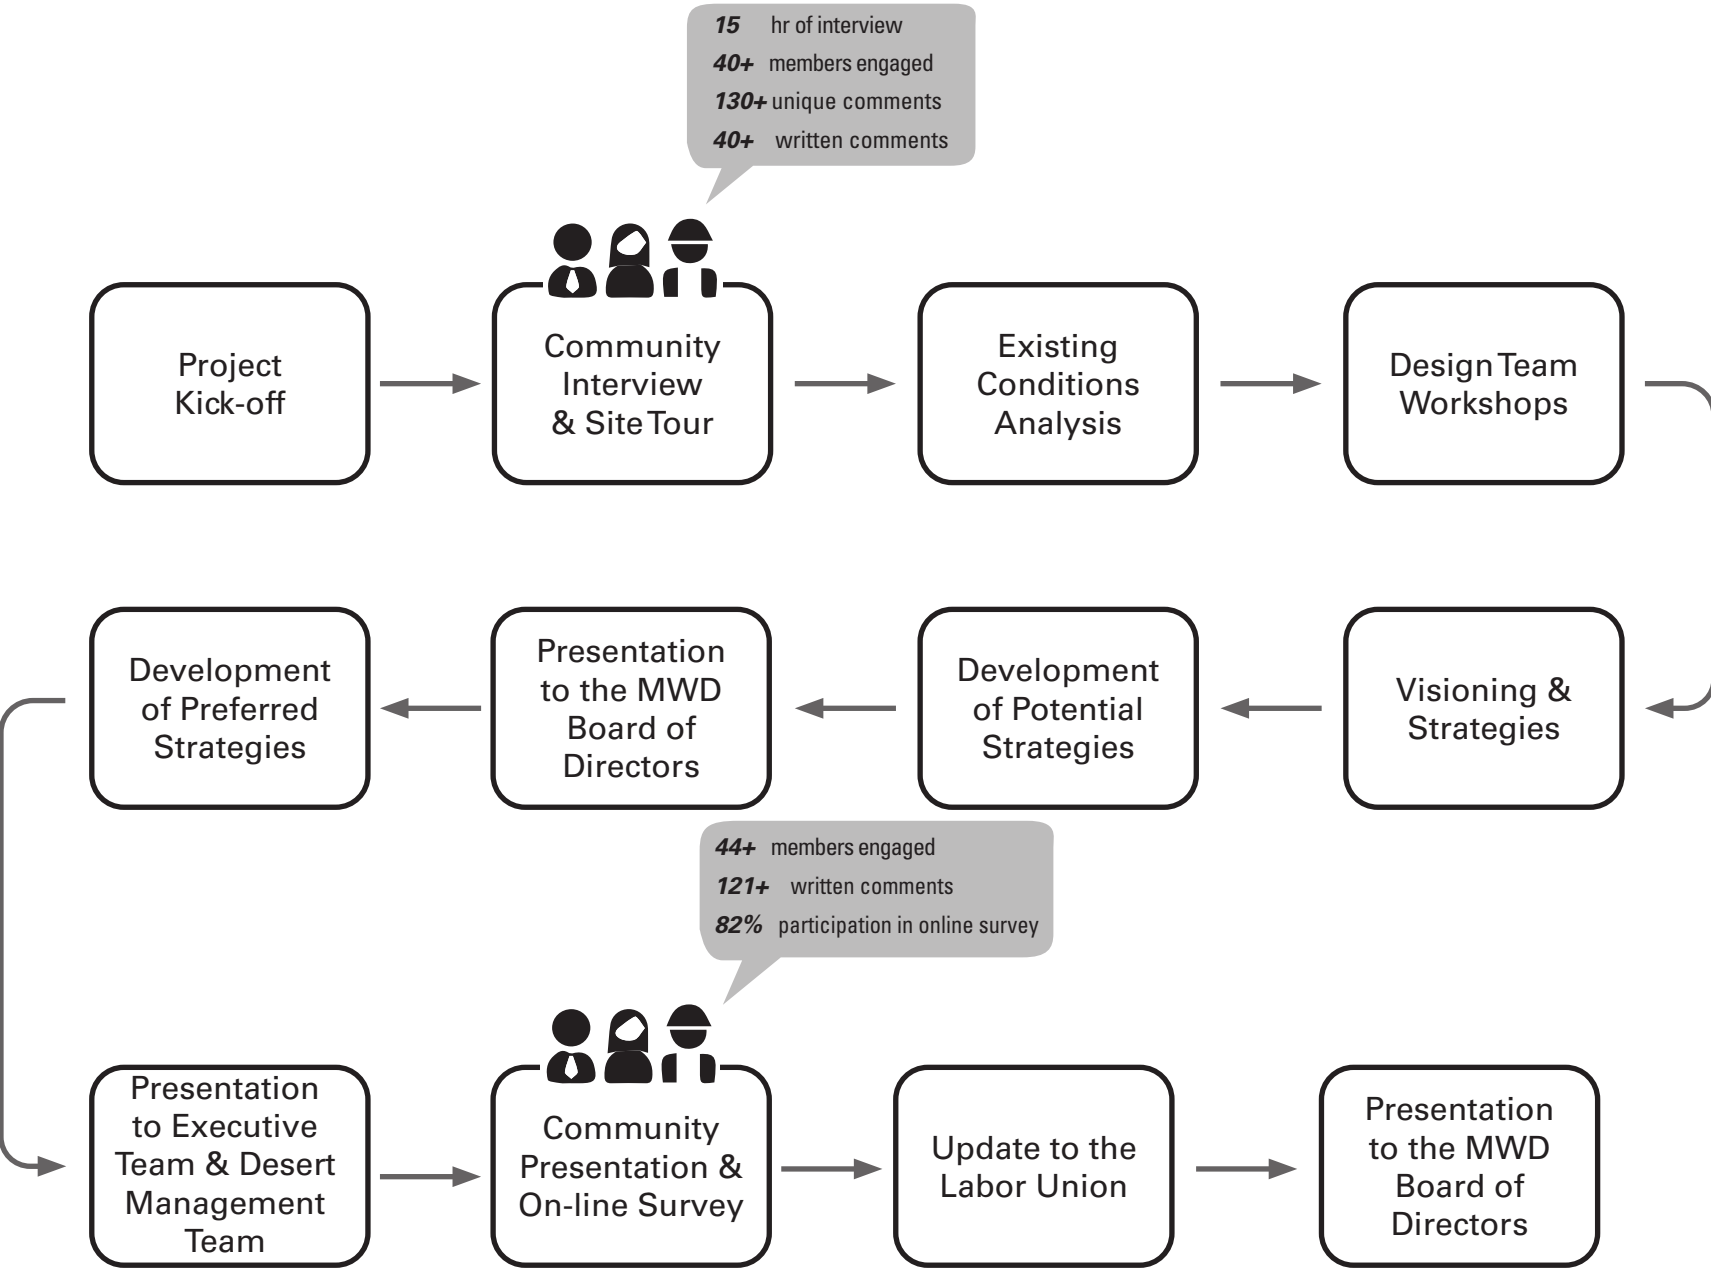 15 hr of interview
40+ members engaged
130+ unique comments
40+ written comments
Project
Kick-off
Community
Interview
& Site Tour
Existing
Conditions
Analysis
Design Team
Workshops
Visioning &
Strategies
Development
of Potential
Strategies
Presentation
to the MWD
Board of
Directors
Development
of Preferred
Strategies
44+ members engaged
121+ written comments
82% participation in online survey
Presentation
to Executive
Team & Desert
Management
Team
Community
Presentation &
On-line Survey
Update to the
Labor Union
Presentation
to the MWD
Board of
Directors